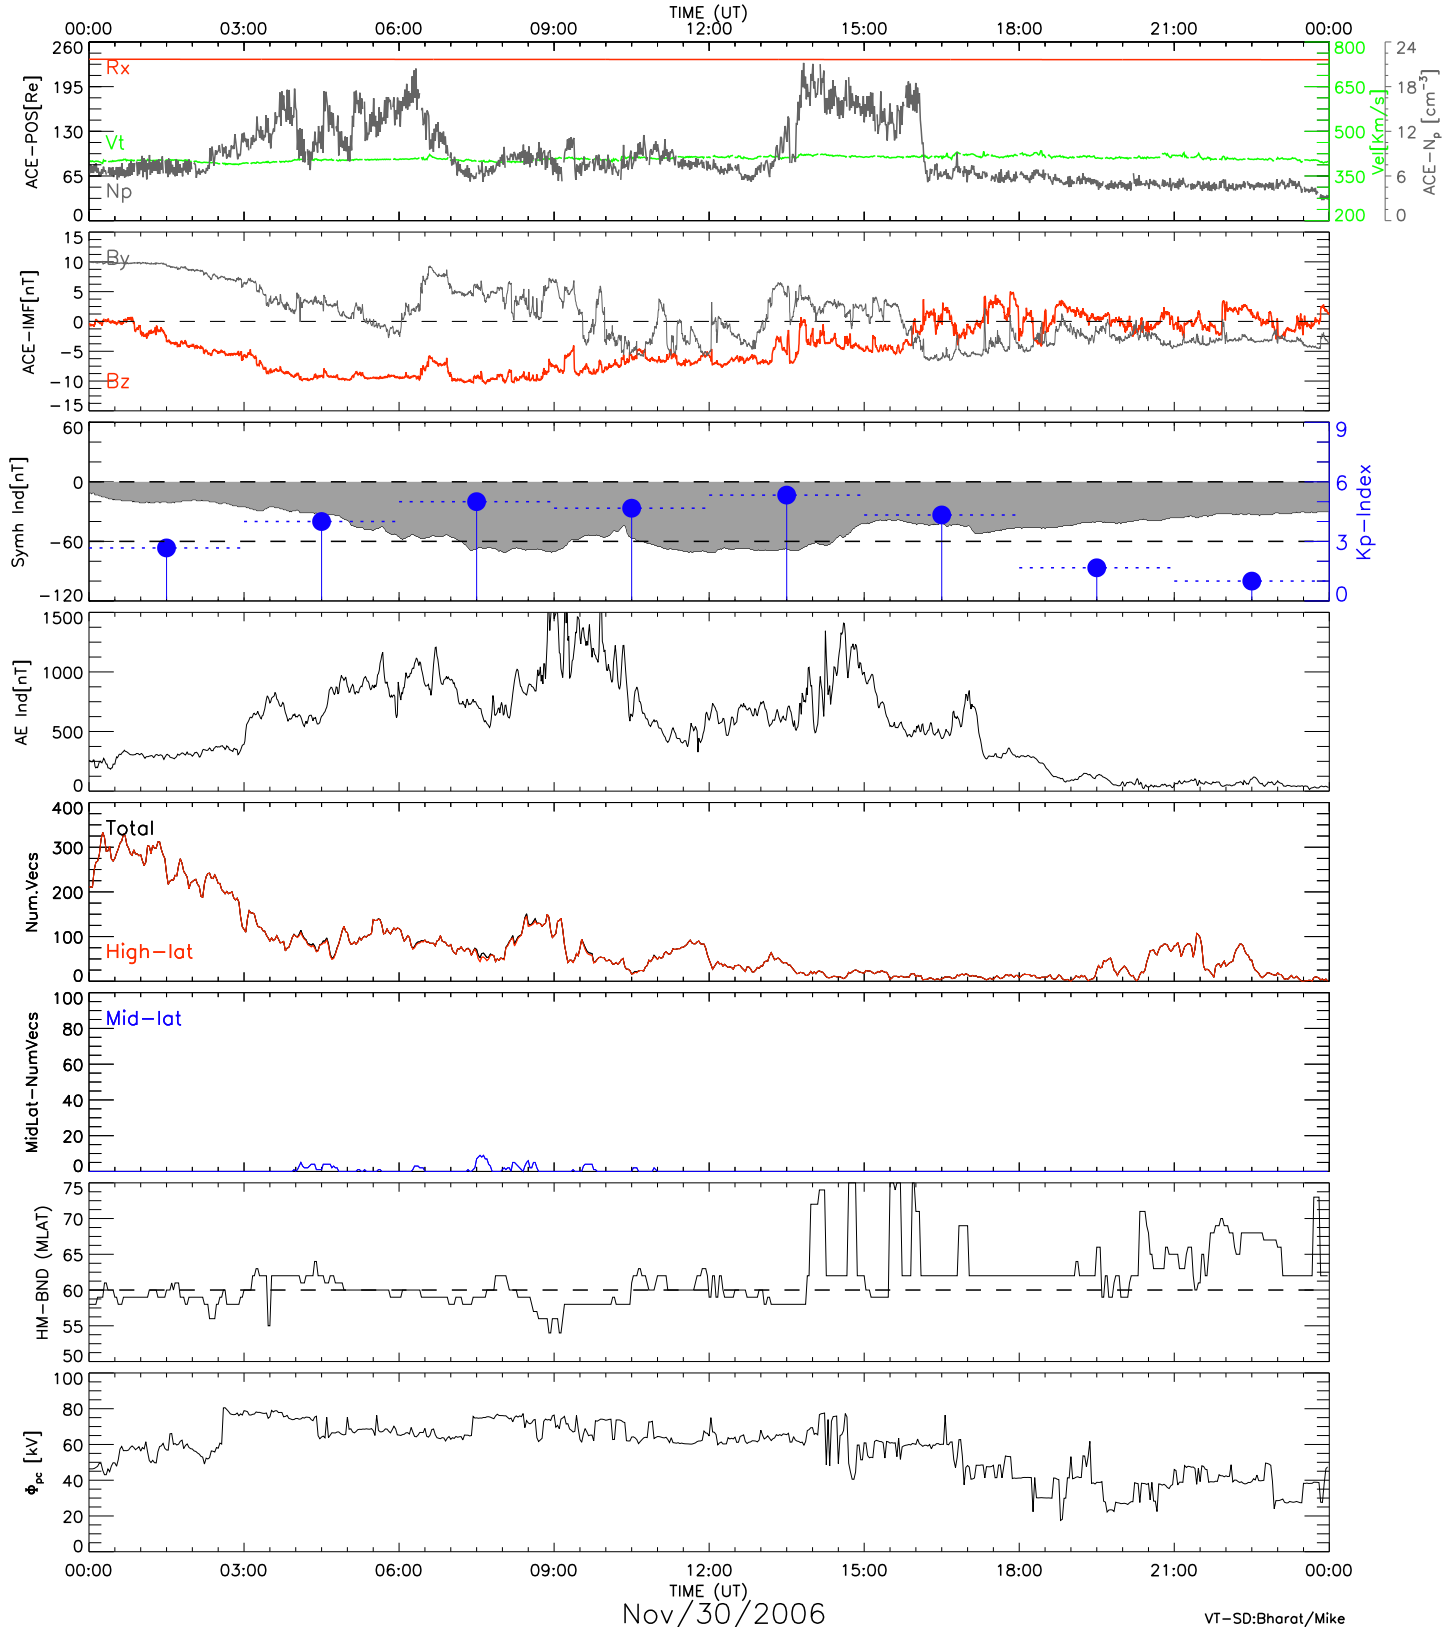 TIME (UT)
00:00 03:00 06:00 09:00 12:00 15:00 18:00 21:00 00:00
ACE-POS[Re]
260
195
130
65
0
Rx
Vt
Np
800
650
500
350
200
Vel[Km/s]
24
18
12
6
0
ACE-Np [cm-3]
ACE-IMF[nT]
15
10
5
0
-5
-10
-15
By
Bz
Symh Ind[nT]
60
0
-60
-120
9
6
3
0
Kp-Index
AE Ind[nT]
1500
1000
500
0
Num.Vecs
400
300
200
100
0
Total
High-lat
MidLat-NumVecs
100
80
60
40
20
0
Mid-lat
HM-BND (MLAT)
75
70
65
60
55
50
Φpc [kV]
100
80
60
40
20
0
00:00 03:00 06:00 09:00 12:00 15:00 18:00 21:00 00:00
TIME (UT)
Nov/30/2006
VT-SD:Bharat/Mike